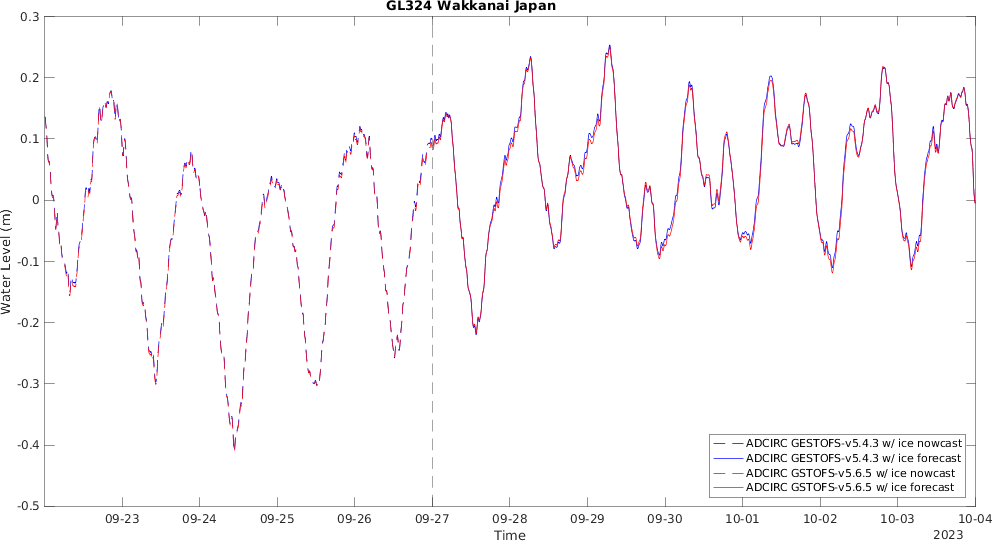 GL324 Wakkanai Japan
0.3
0.2
0.1
0
-0.1
-0.2
-0.3
-0.4
-0.5
Water Level (m)
ADCIRC GESTOFS-v5.4.3 w/ ice nowcast
ADCIRC GESTOFS-v5.4.3 w/ ice forecast
ADCIRC GSTOFS-v5.6.5 w/ ice nowcast
ADCIRC GSTOFS-v5.6.5 w/ ice forecast
09-23 09-24 09-25 09-26 09-27 09-28 09-29 09-30 10-01 10-02 10-03 10-04
Time
2023